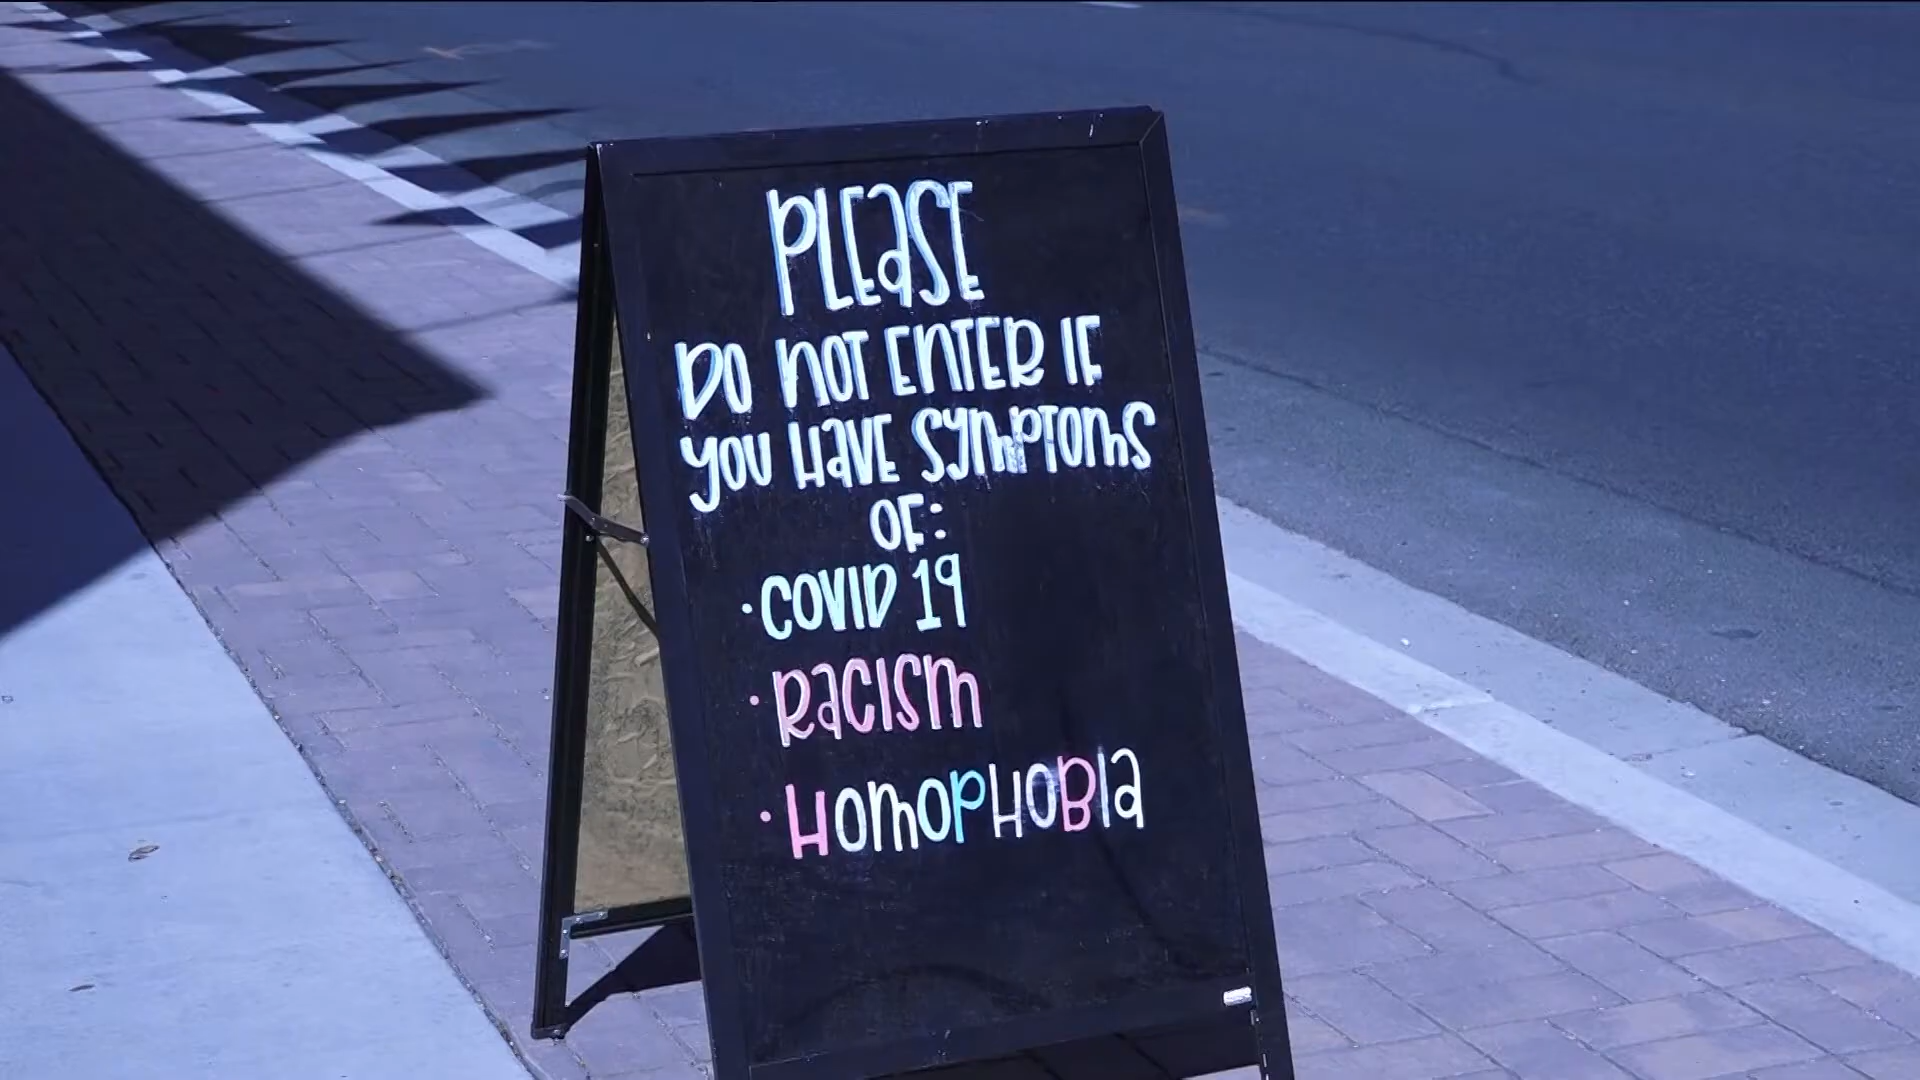 PLEaSE
DO NOT ENTER IF
YOU HaVE SYMPTOMS
OF:
· COVID 19
· RaCISM
· HOMOPHOBIa